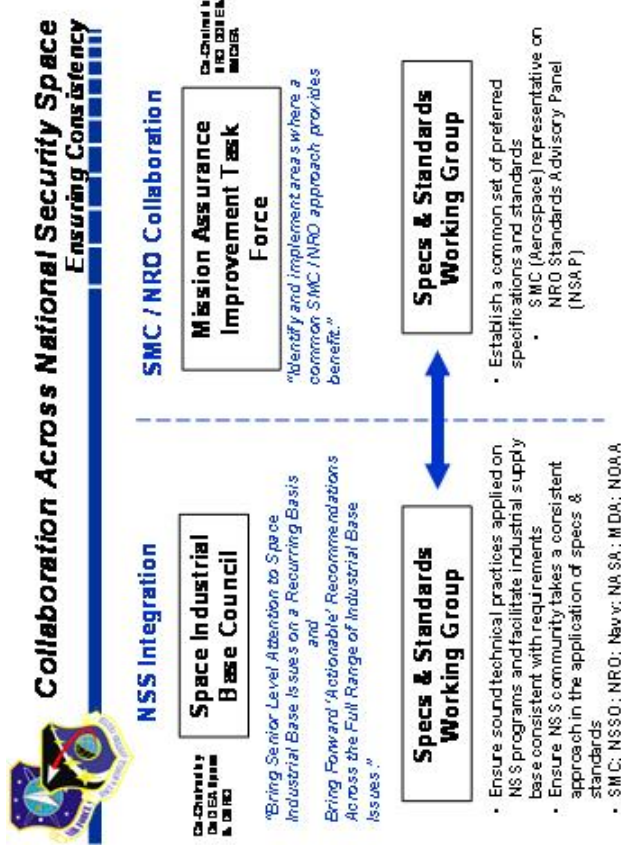 Collaboration Across National Security Space
Ensuring Consistency
NSS Integration
Co-Chaired by
Space Industrial
Base Council
"Bring Senior Level Attention to Space
Industrial Base Issues on a Recurring Basis
and
Bring Forward 'Actionable' Recommendations
Across the Full Range of Industrial Base
Issues."
Specs & Standards
Working Group
• Ensure sound technical practices applied on
NSS programs and facilitate industrial supply
base consistent with requirements
• Ensure NSS community takes a consistent
approach in the application of specs &
standards
• SMC; NSSO; NRO; Navy; NASA; MDA; NOAA
SMC / NRO Collaboration
Co-Chaired by
Mission Assurance
Improvement Task
Force
"Identify and implement areas where a
common SMC / NRO approach provides
benefit."
Specs & Standards
Working Group
• Establish a common set of preferred
specifications and standards
• SMC (Aerospace) representative on
NRO Standards Advisory Panel
(NSAP)